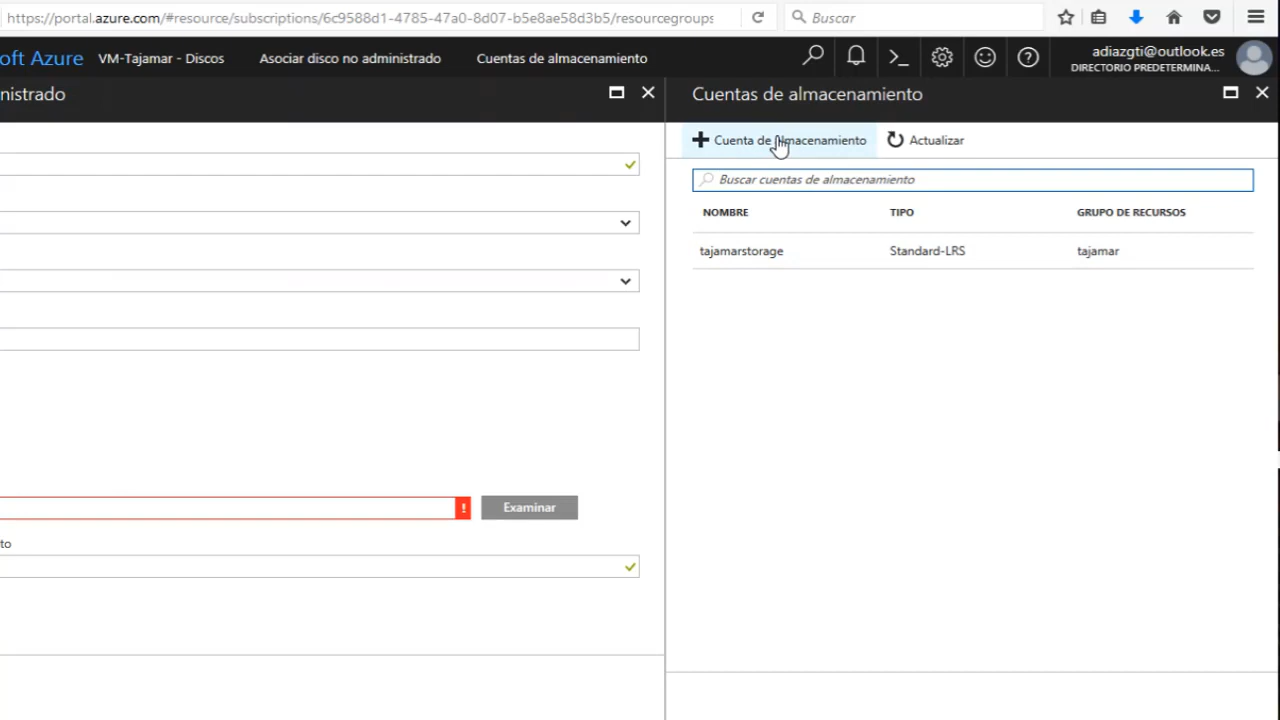 https://portal.azure.com/#resource/subscriptions/6c9588d1-4785-47a0-8d07-b5e8ae58d3b5/resourcegroups
Buscar
oft Azure VM-Tajamar - Discos Asociar disco no administrado Cuentas de almacenamiento
adiazgti@outlook.es
DIRECTORIO PREDETERMINA...
nistrado
Cuentas de almacenamiento
Cuenta de almacenamiento Actualizar
Buscar cuentas de almacenamiento
NOMBRE TIPO GRUPO DE RECURSOS
tajamarstorage Standard-LRS tajamar
Examinar
to